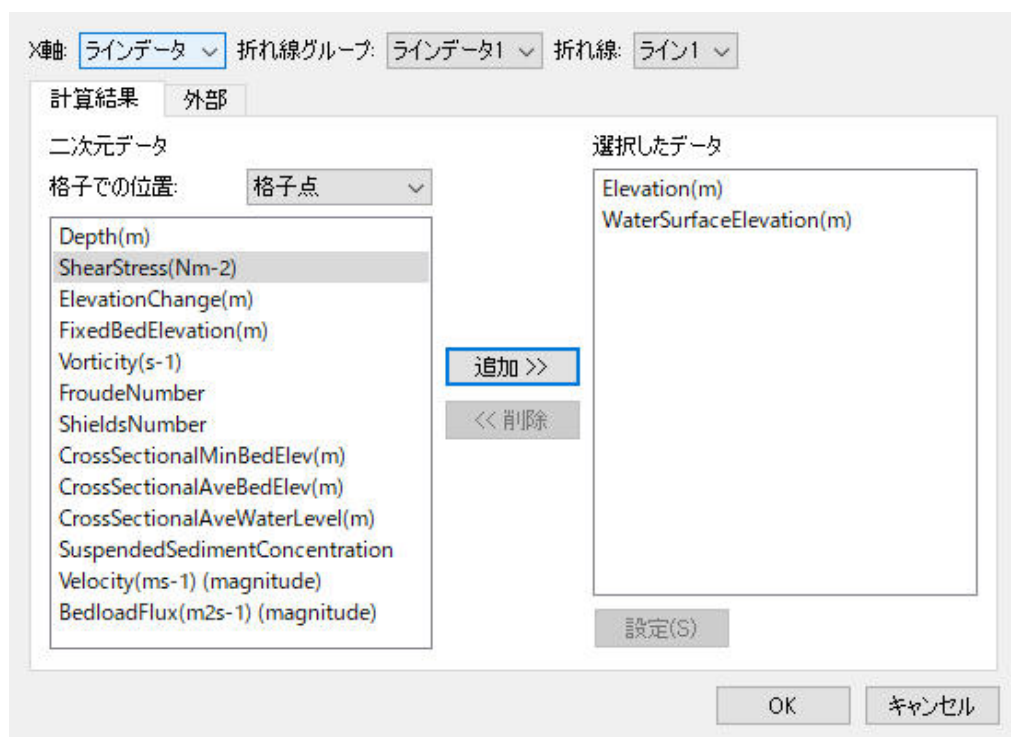 X軸: ラインデータ 折れ線グループ: ラインデータ1 折れ線: ライン1
計算結果 外部
二次元データ
格子での位置: 格子点
Depth(m)
ShearStress(Nm-2)
ElevationChange(m)
FixedBedElevation(m)
Vorticity(s-1)
FroudeNumber
ShieldsNumber
CrossSectionalMinBedElev(m)
CrossSectionalAveBedElev(m)
CrossSectionalAveWaterLevel(m)
SuspendedSedimentConcentration
Velocity(ms-1) (magnitude)
BedloadFlux(m2s-1) (magnitude)
追加 >>
<< 削除
選択したデータ
Elevation(m)
WaterSurfaceElevation(m)
設定(S)
OK キャンセル